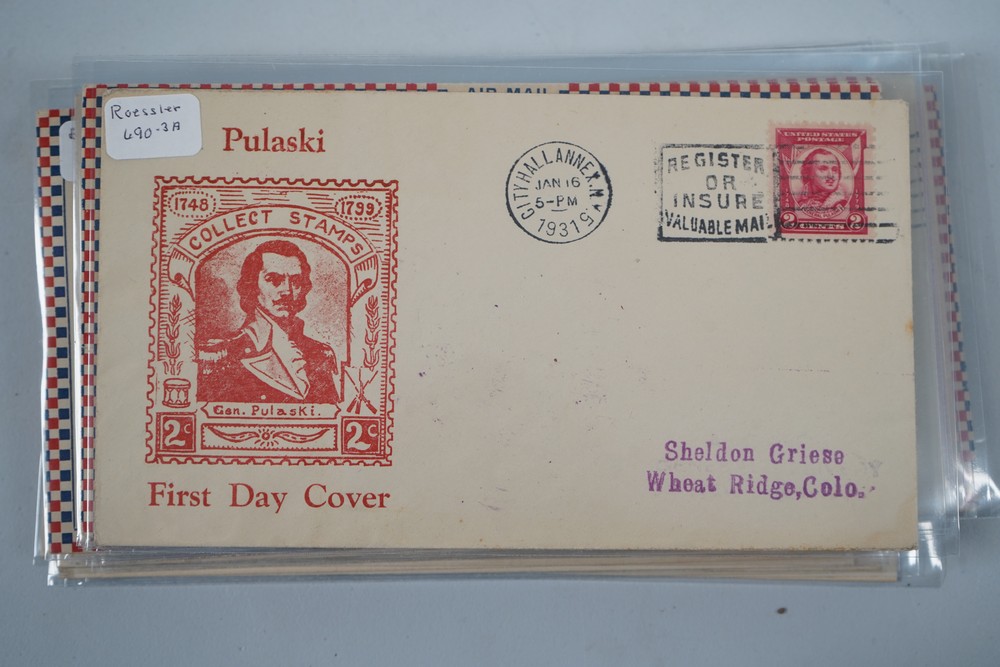 AIR MAIL
Roessler
690-3A
Pulaski
1748
1799
COLLECT STAMPS
Gen. Pulaski.
2c
2c
First Day Cover
CITY HALL ANNEX. N.Y.
JAN 16
5-PM
1931
5
REGISTER
OR
INSURE
VALUABLE MAIL
UNITED STATES
POSTAGE
2 CENTS 2
Sheldon Griese
Wheat Ridge, Colo.